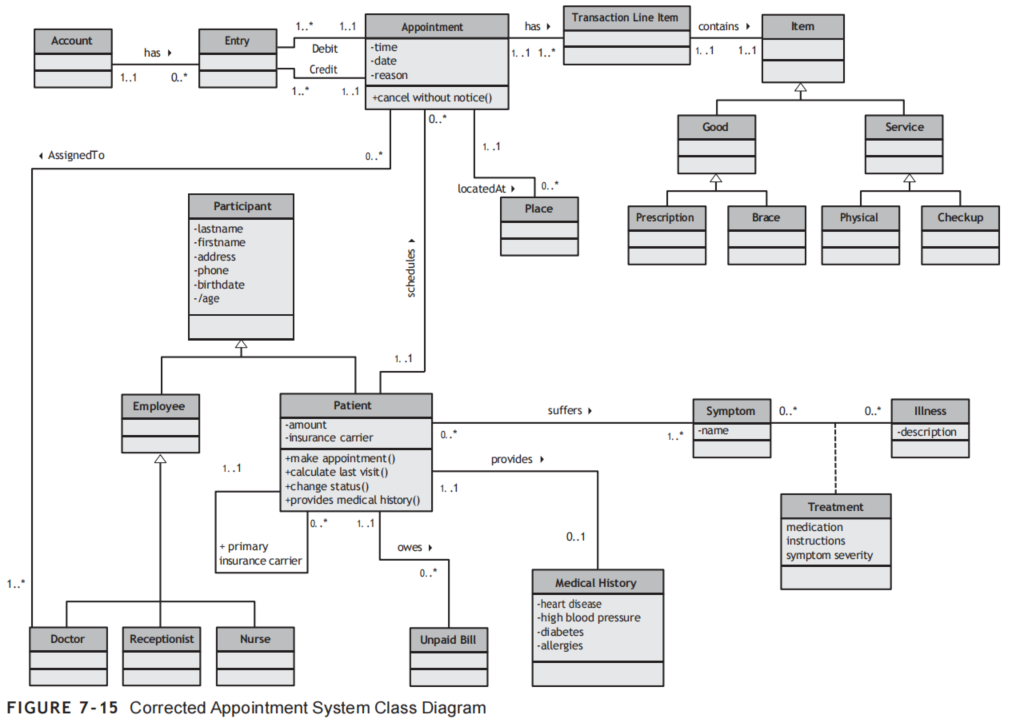 Account
has ▸
1..1
0..*
Entry
1..*
1..1
Debit
Credit
1..*
1..1
Appointment
-time
-date
-reason
+cancel without notice()
has ▸
1..1
1..*
Transaction Line Item
contains ▸
1..1
1..1
Item
Good
Service
Prescription
Brace
Physical
Checkup
◂ AssignedTo
0..*
0..*
1..1
locatedAt ▸
0..*
Place
Participant
-lastname
-firstname
-address
-phone
-birthdate
-/age
schedules ▸
1..1
Employee
Patient
-amount
-insurance carrier
+make appointment()
+calculate last visit()
+change status()
+provides medical history()
suffers ▸
0..*
1..*
Symptom
-name
0..*
0..*
Illness
-description
provides ▸
1..1
0..1
Treatment
medication
instructions
symptom severity
1..1
0..*
+ primary
insurance carrier
1..1
owes ▸
0..*
1..*
Medical History
-heart disease
-high blood pressure
-diabetes
-allergies
Doctor
Receptionist
Nurse
Unpaid Bill
FIGURE 7-15 Corrected Appointment System Class Diagram